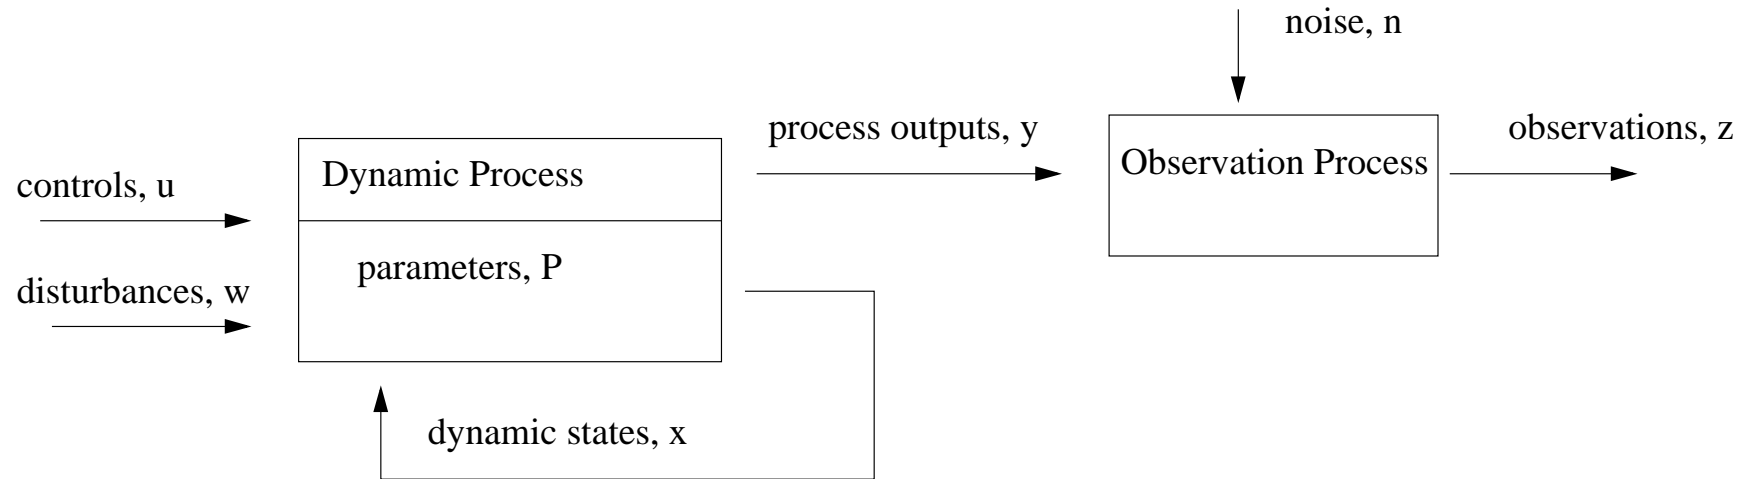 noise, n
process outputs, y
observations, z
Dynamic Process
Observation Process
controls, u
parameters, P
disturbances, w
dynamic states, x